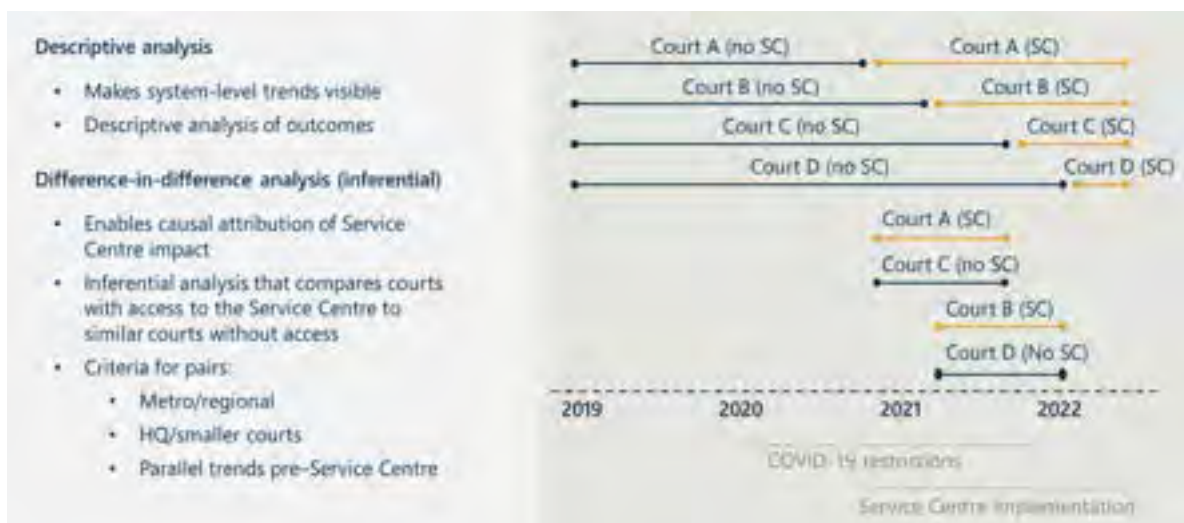 Descriptive analysis
• Makes system-level trends visible
• Descriptive analysis of outcomes
Difference-in-difference analysis (inferential)
• Enables causal attribution of Service
Centre impact
• Inferential analysis that compares courts
with access to the Service Centre to
similar courts without access
• Criteria for pairs:
• Metro/regional
• HQ/smaller courts
• Parallel trends pre–Service Centre
Court A (no SC) Court A (SC)
Court B (no SC) Court B (SC)
Court C (no SC) Court C (SC)
Court D (no SC) Court D (SC)
Court A (SC)
Court C (no SC)
Court B (SC)
Court D (No SC)
2019 2020 2021 2022
COVID-19 restrictions
Service Centre implementation